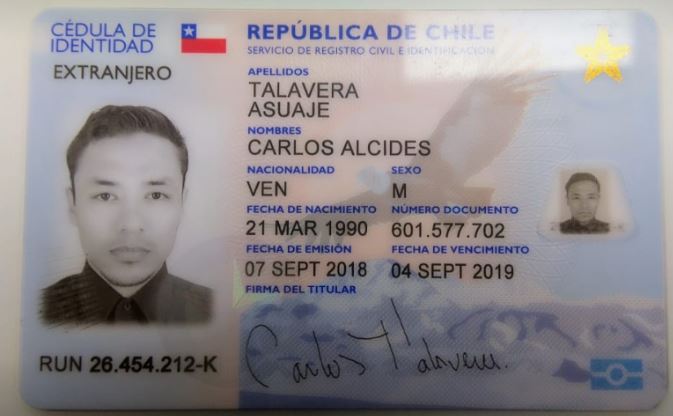 CÉDULA DE
IDENTIDAD
EXTRANJERO
REPÚBLICA DE CHILE
SERVICIO DE REGISTRO CIVIL E IDENTIFICACIÓN
APELLIDOS
TALAVERA
ASUAJE
NOMBRES
CARLOS ALCIDES
NACIONALIDAD SEXO
VEN M
FECHA DE NACIMIENTO NÚMERO DOCUMENTO
21 MAR 1990 601.577.702
FECHA DE EMISIÓN FECHA DE VENCIMIENTO
07 SEPT 2018 04 SEPT 2019
FIRMA DEL TITULAR
Carlos Talavera
RUN 26.454.212-K